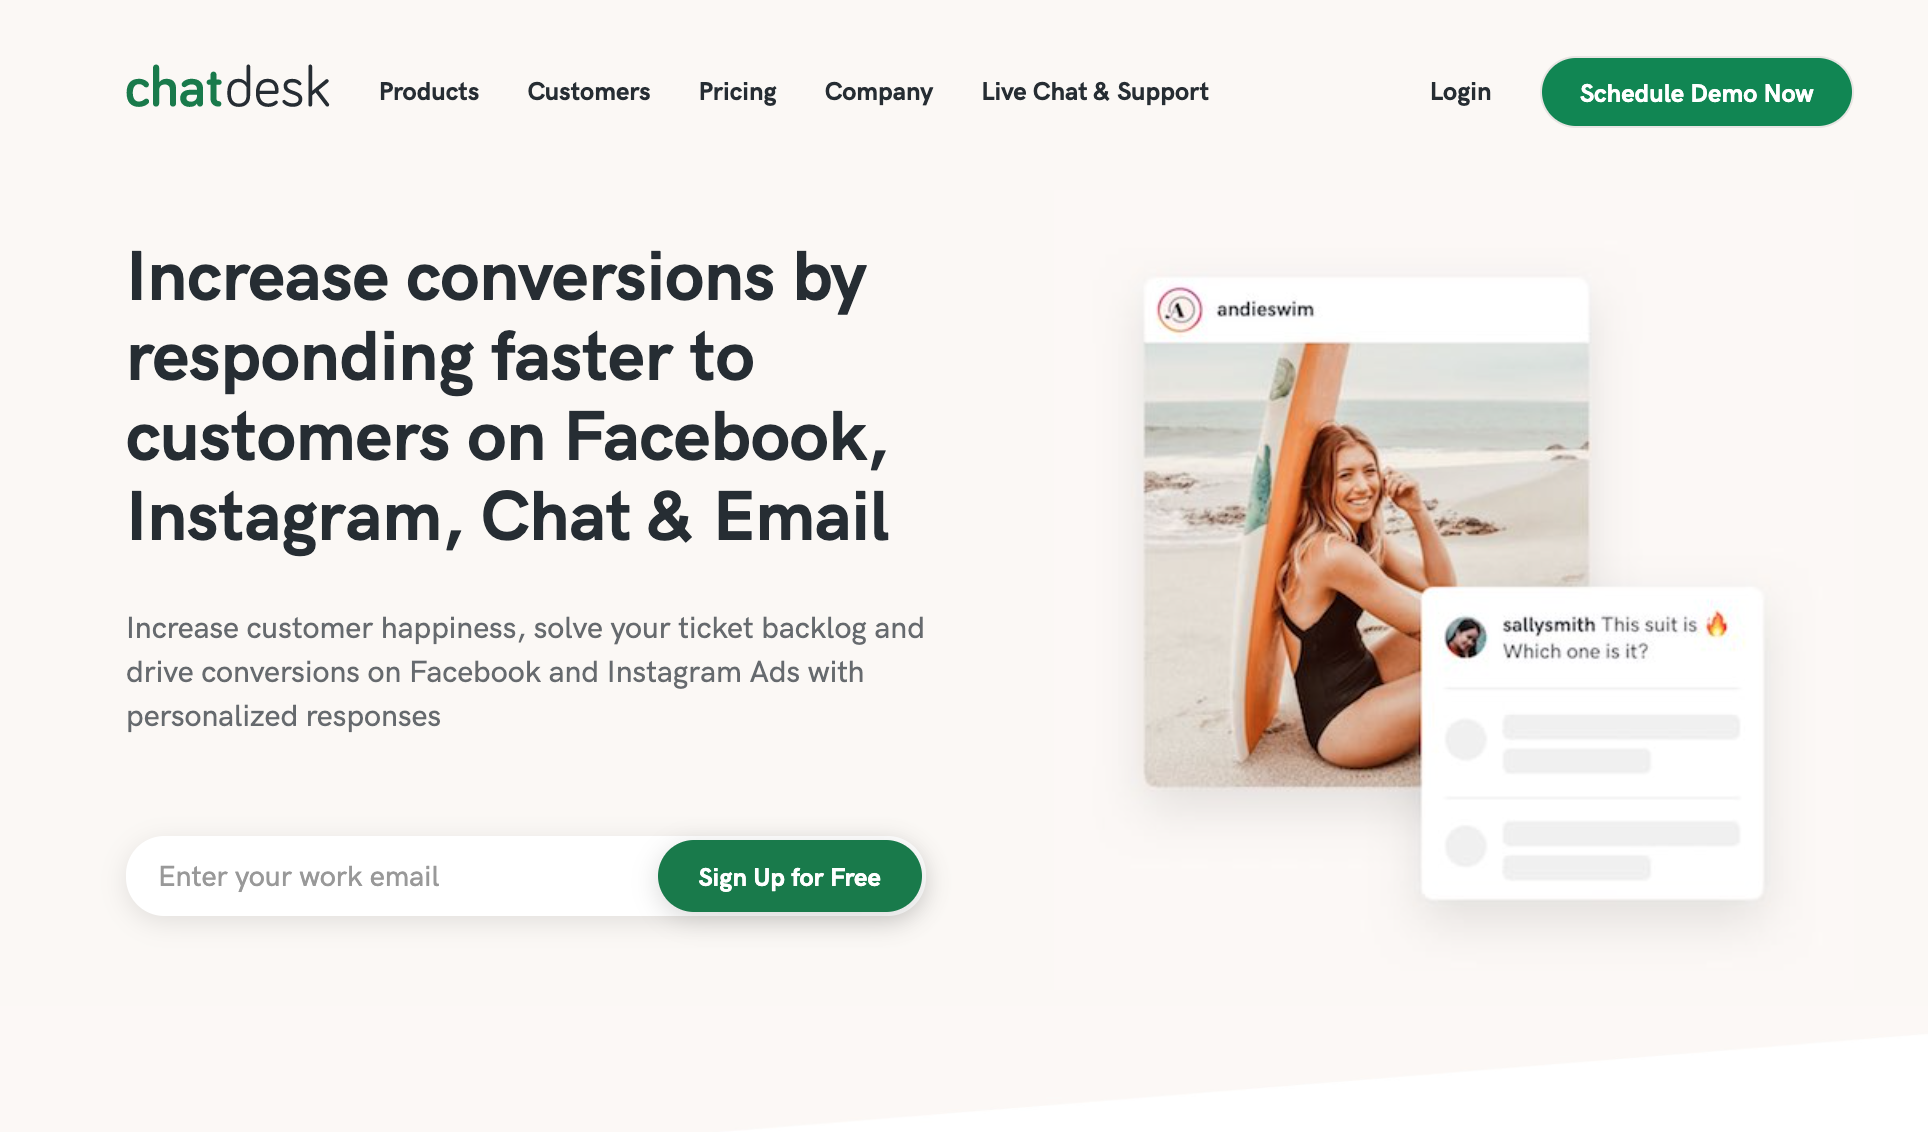 chatdesk
Products
Customers
Pricing
Company
Live Chat & Support
Login
Schedule Demo Now
Increase conversions by
responding faster to
customers on Facebook,
Instagram, Chat & Email
Increase customer happiness, solve your ticket backlog and
drive conversions on Facebook and Instagram Ads with
personalized responses
Enter your work email
Sign Up for Free
A
andieswim
sallysmith This suit is 🔥
Which one is it?